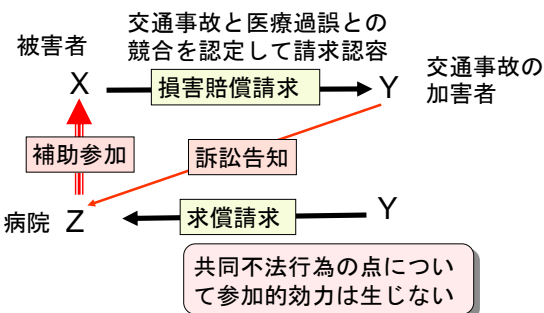 交通事故と医療過誤との
競合を認定して請求認容
被害者
X
損害賠償請求
Y
交通事故の
加害者
補助参加
訴訟告知
病院 Z
求償請求
Y
共同不法行為の点につい
て参加的効力は生じない